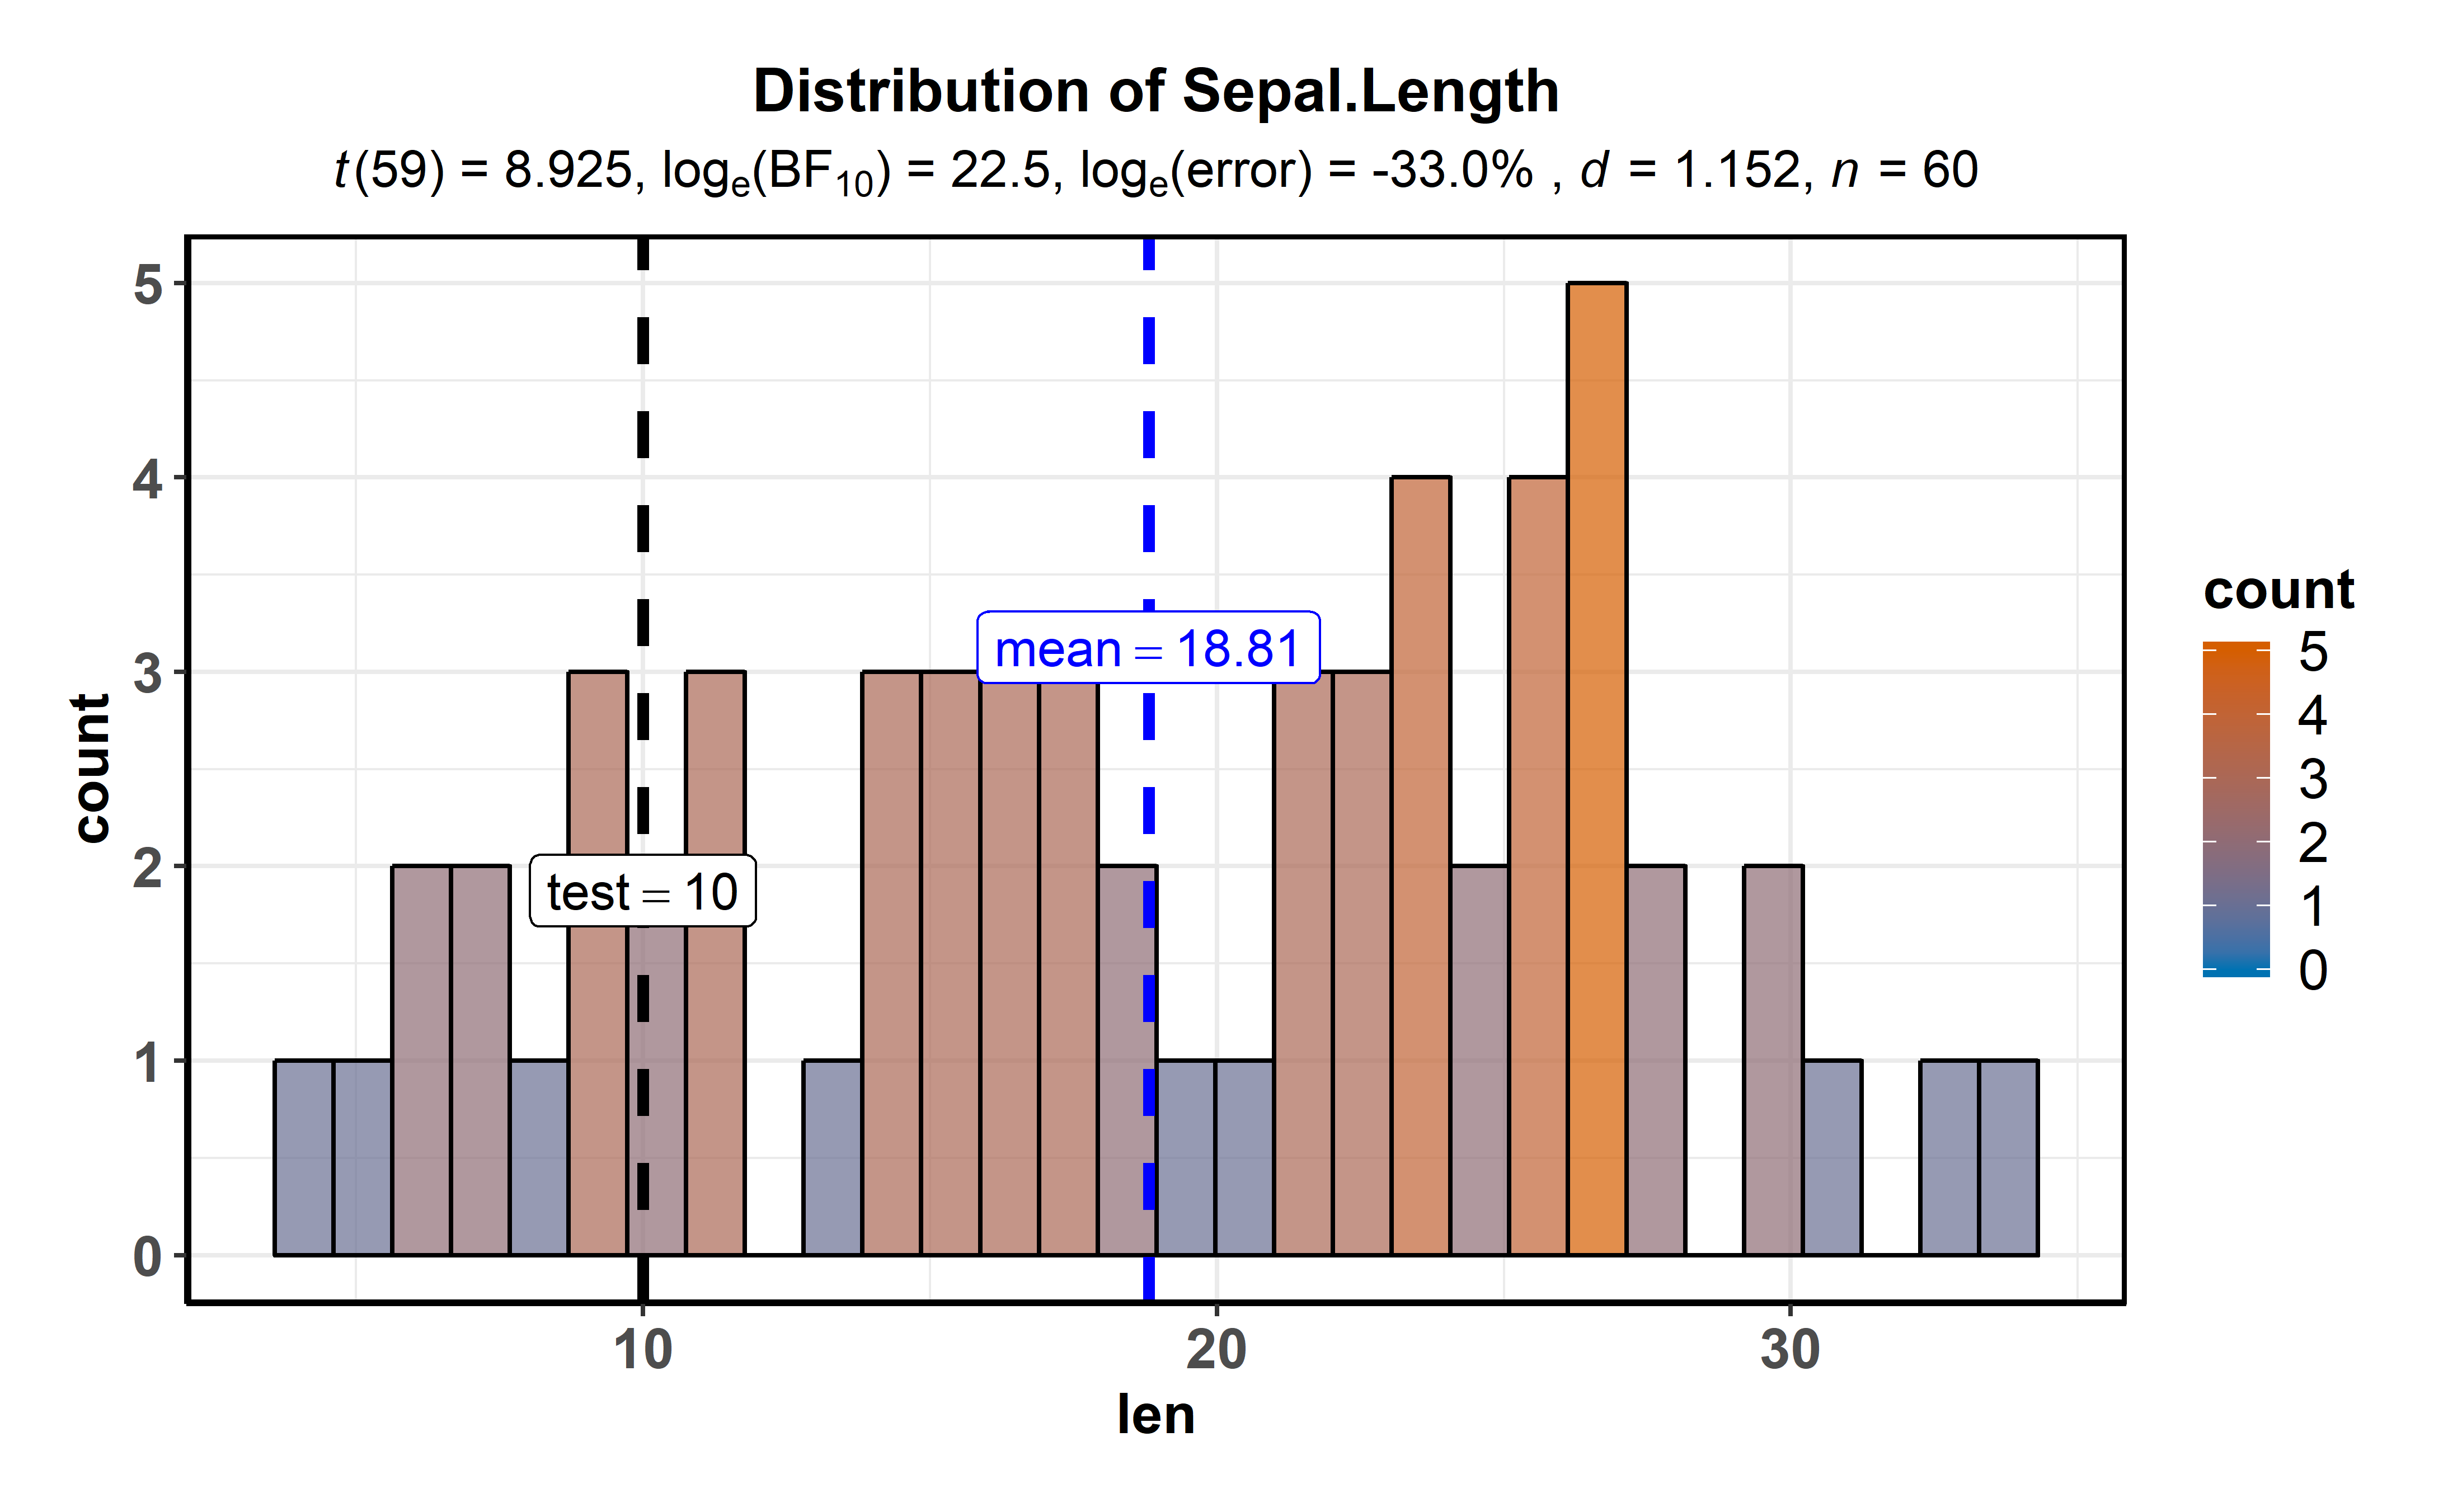 Distribution of Sepal.Length
t(59) = 8.925, logₑ(BF₁₀) = 22.5, logₑ(error) = -33.0% , d = 1.152, n = 60
count
5
4
3
2
1
0
mean = 18.81
test = 10
10 20 30
len
count
5
4
3
2
1
0